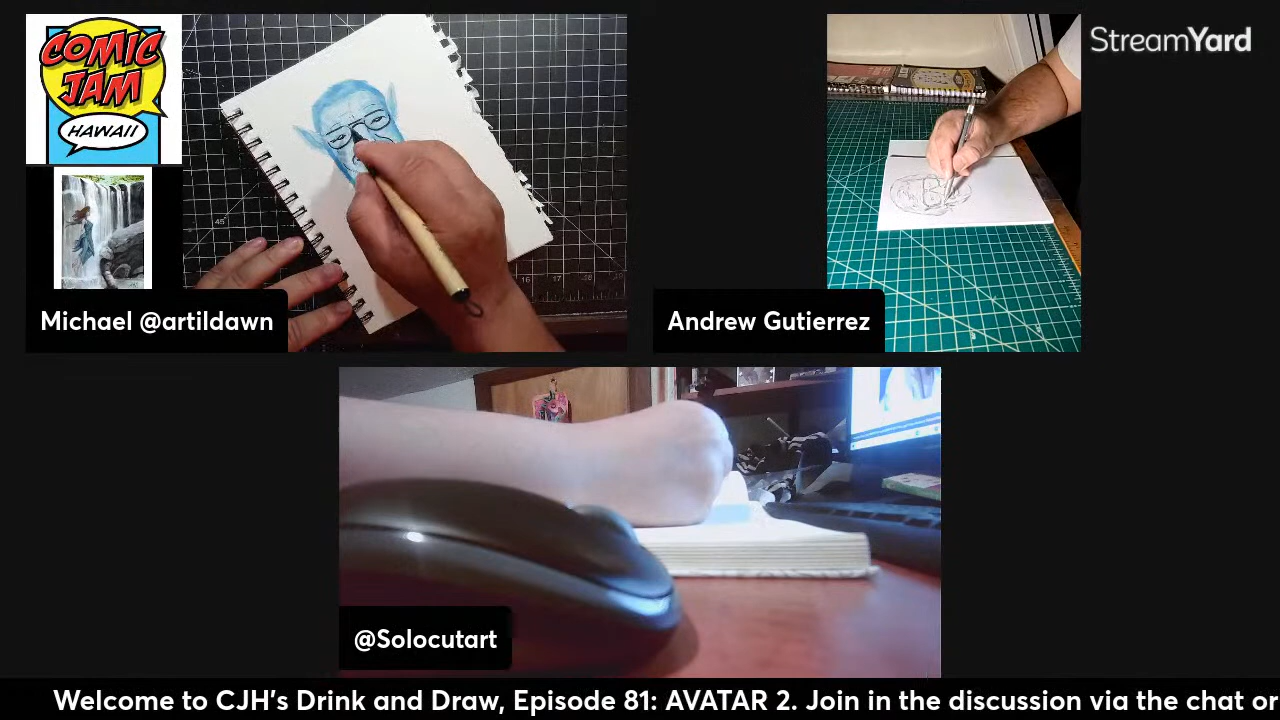 COMIC
JAM
HAWAII
StreamYard
Michael @artildawn
Andrew Gutierrez
@Solocutart
Welcome to CJH's Drink and Draw, Episode 81: AVATAR 2. Join in the discussion via the chat or